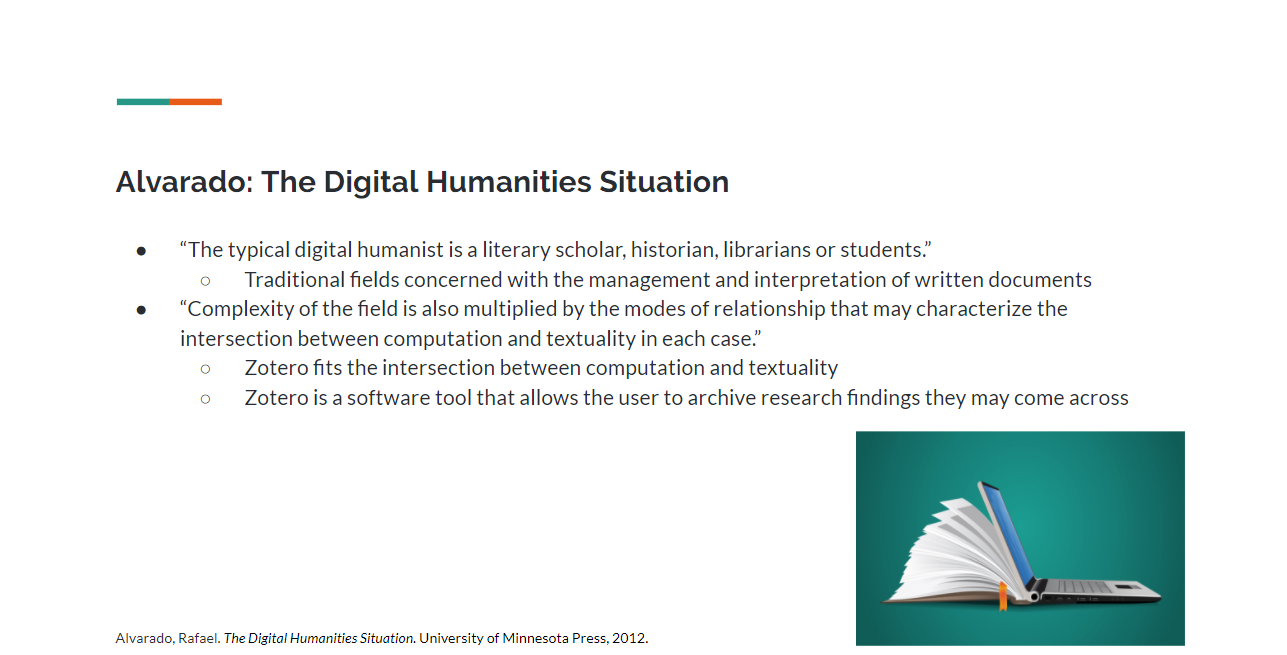 Alvarado: The Digital Humanities Situation
● “The typical digital humanist is a literary scholar, historian, librarians or students.”
○ Traditional fields concerned with the management and interpretation of written documents
● “Complexity of the field is also multiplied by the modes of relationship that may characterize the
intersection between computation and textuality in each case.”
○ Zotero fits the intersection between computation and textuality
○ Zotero is a software tool that allows the user to archive research findings they may come across
Alvarado, Rafael. The Digital Humanities Situation. University of Minnesota Press, 2012.